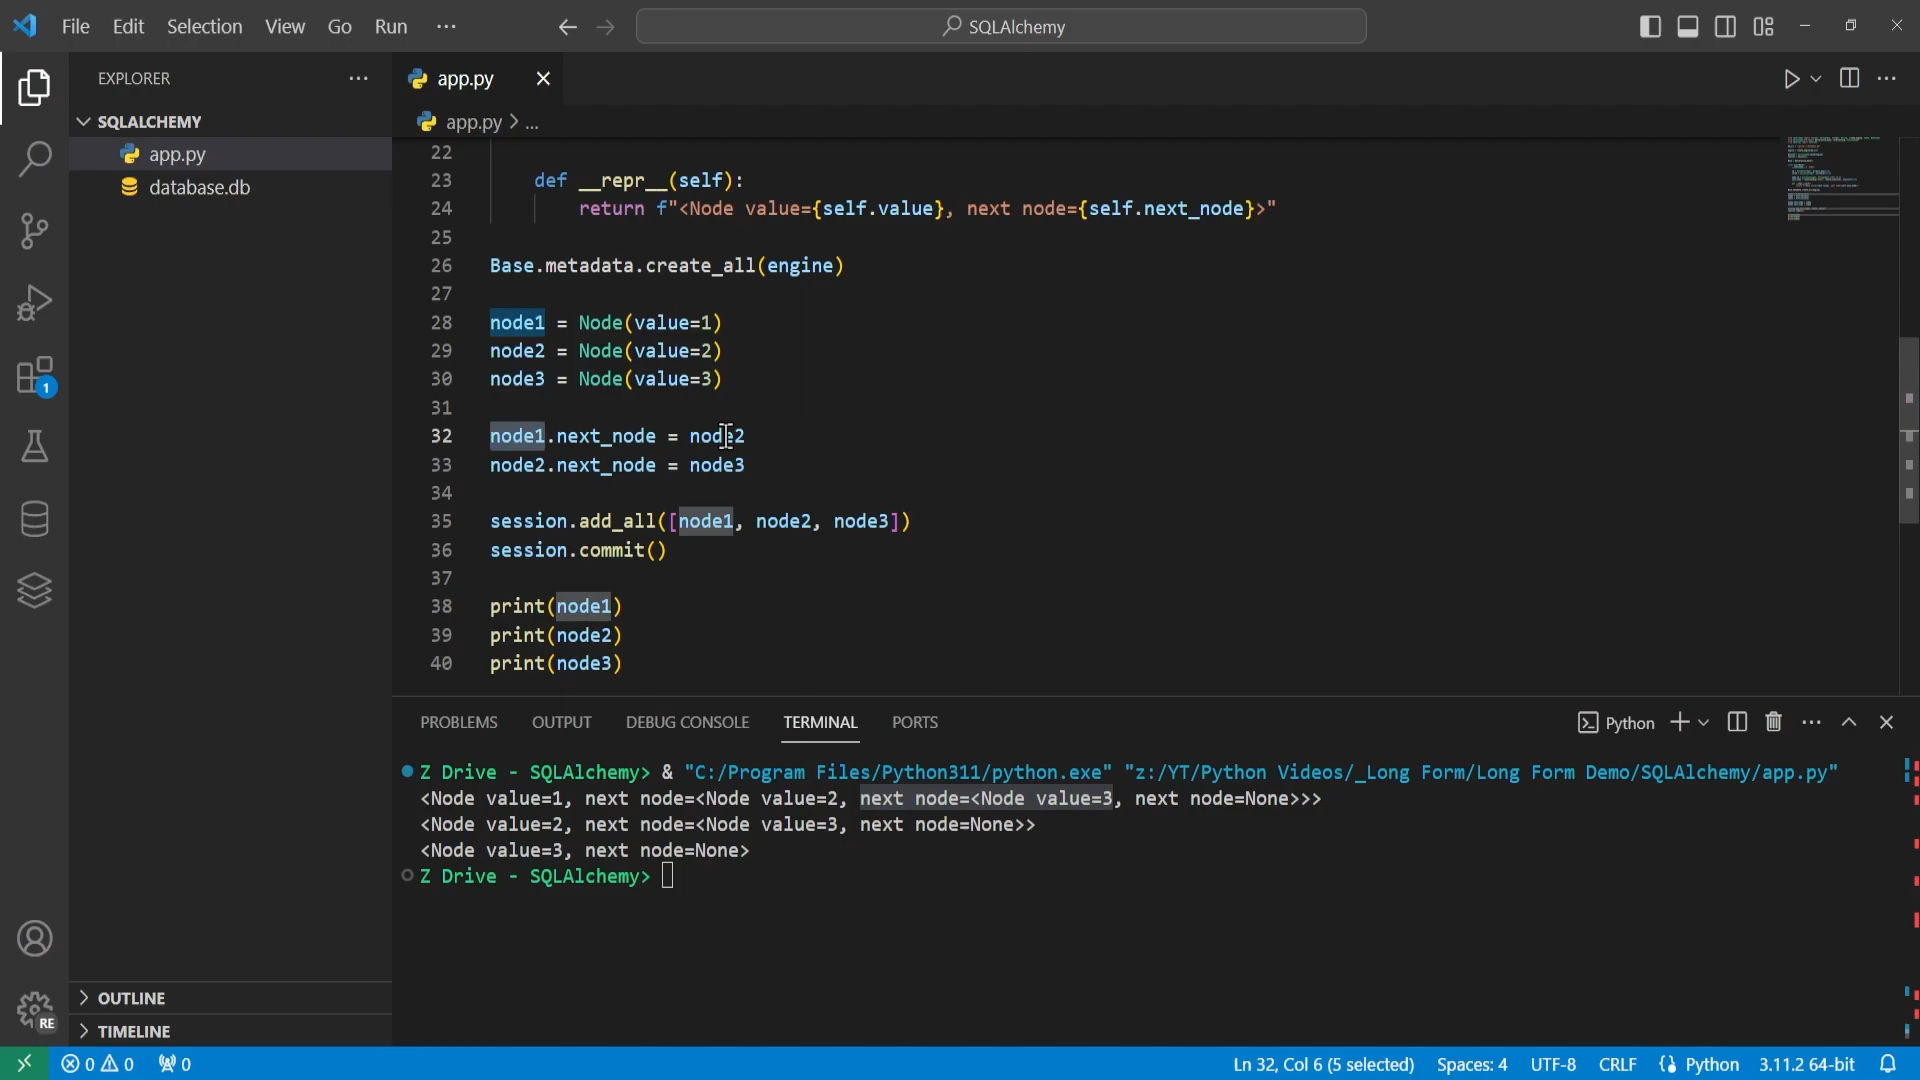 File Edit Selection View Go Run ··· SQLAlchemy
EXPLORER ···
app.py
SQLALCHEMY
app.py > ...
app.py
database.db
22
23 def __repr__(self):
24 return f"<Node value={self.value}, next node={self.next_node}>"
25
26 Base.metadata.create_all(engine)
27
28 node1 = Node(value=1)
29 node2 = Node(value=2)
30 node3 = Node(value=3)
31
32 node1.next_node = node2
33 node2.next_node = node3
34
35 session.add_all([node1, node2, node3])
36 session.commit()
37
38 print(node1)
39 print(node2)
40 print(node3)
1
PROBLEMS OUTPUT DEBUG CONSOLE TERMINAL PORTS Python
Z Drive - SQLAlchemy> & "C:/Program Files/Python311/python.exe" "z:/YT/Python Videos/_Long Form/Long Form Demo/SQLAlchemy/app.py"
<Node value=1, next node=<Node value=2, next node=<Node value=3, next node=None>>>
<Node value=2, next node=<Node value=3, next node=None>>
<Node value=3, next node=None>
Z Drive - SQLAlchemy>
OUTLINE
RE
TIMELINE
0 0 0 Ln 32, Col 6 (5 selected) Spaces: 4 UTF-8 CRLF {} Python 3.11.2 64-bit